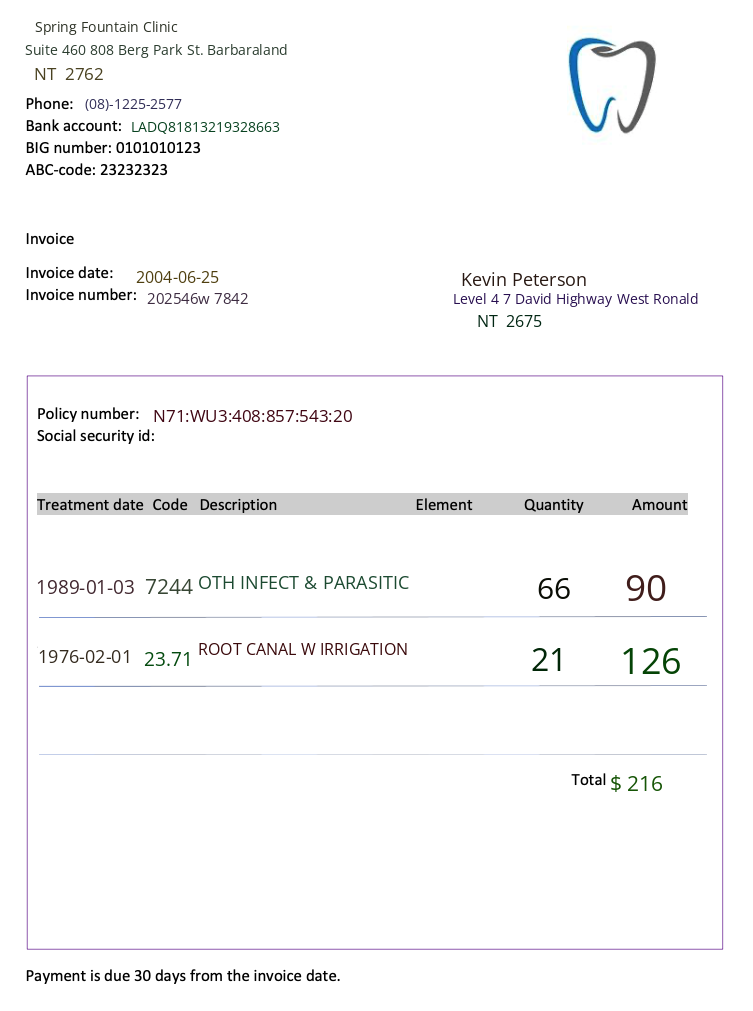 Spring Fountain Clinic
Suite 460 808 Berg Park St. Barbaraland
NT 2762
Phone: (08)-1225-2577
Bank account: LADQ81813219328663
BIG number: 0101010123
ABC-code: 23232323
Invoice
Invoice date: 2004-06-25
Invoice number: 202546w 7842
Kevin Peterson
Level 4 7 David Highway West Ronald
NT 2675
Policy number: N71:WU3:408:857:543:20
Social security id:
Treatment date Code Description Element Quantity Amount
1989-01-03 7244 OTH INFECT & PARASITIC 66 90
1976-02-01 23.71 ROOT CANAL W IRRIGATION 21 126
Total $ 216
Payment is due 30 days from the invoice date.